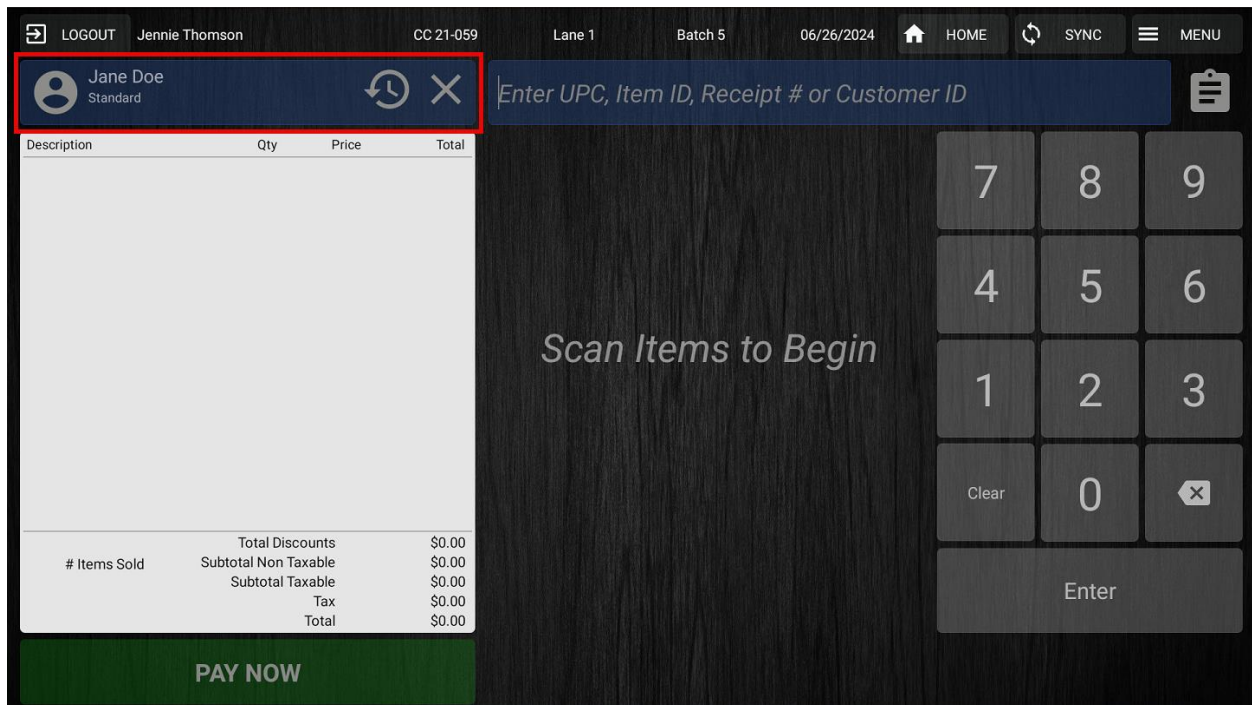 LOGOUT Jennie Thomson CC 21-059 Lane 1 Batch 5 06/26/2024 HOME SYNC MENU
Jane Doe
Standard
Enter UPC, Item ID, Receipt # or Customer ID
Description Qty Price Total
Scan Items to Begin
# Items Sold
Total Discounts $0.00
Subtotal Non Taxable $0.00
Subtotal Taxable $0.00
Tax $0.00
Total $0.00
PAY NOW
7 8 9
4 5 6
1 2 3
Clear 0
Enter